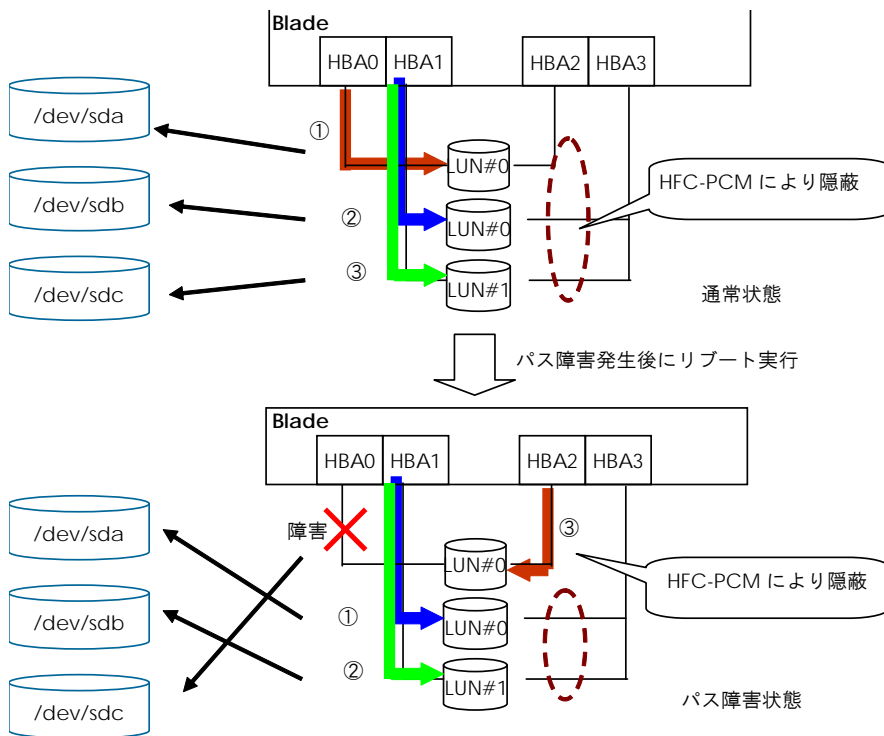 Blade
HBA0 HBA1 HBA2 HBA3
/dev/sda
①
LUN#0
HFC-PCM により隠蔽
/dev/sdb
②
LUN#0
/dev/sdc
③
LUN#1
通常状態
パス障害発生後にリブート実行
Blade
HBA0 HBA1 HBA2 HBA3
/dev/sda
障害
③
LUN#0
HFC-PCM により隠蔽
/dev/sdb
①
LUN#0
②
LUN#1
/dev/sdc
パス障害状態